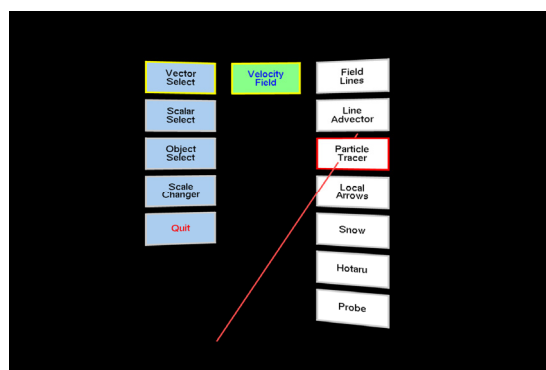 Vector
Select
Velocity
Field
Field
Lines
Scalar
Select
Line
Advector
Object
Select
Particle
Tracer
Scale
Changer
Local
Arrows
Quit
Snow
Hotaru
Probe